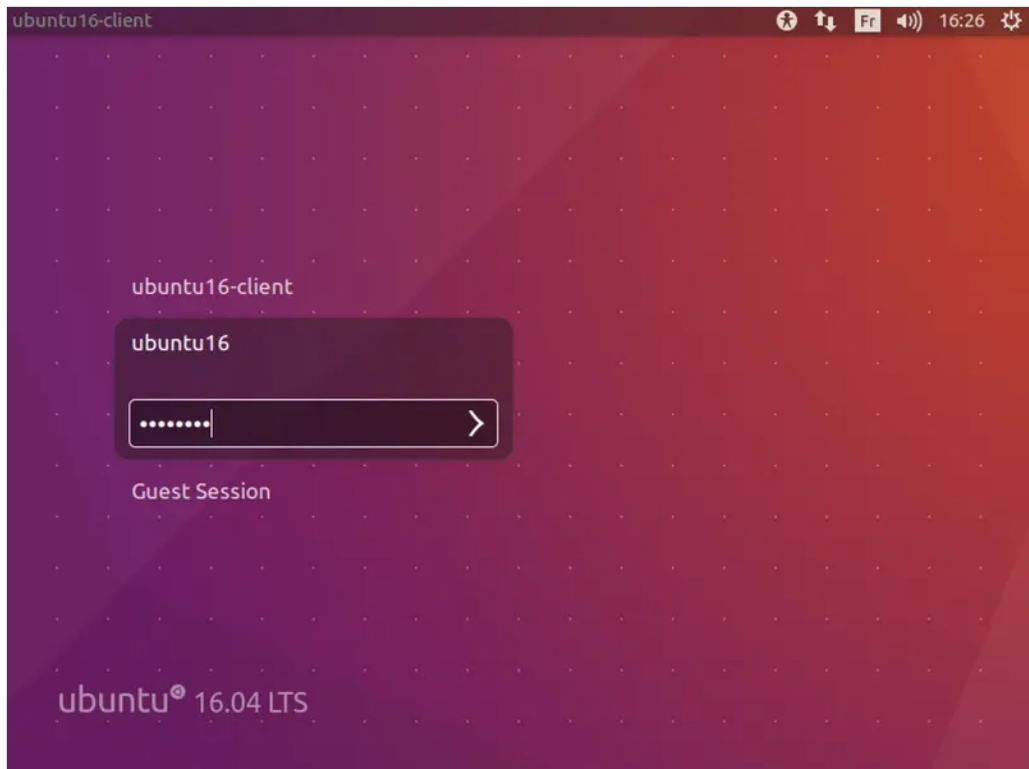 ubuntu16-client Fr 16:26
ubuntu16-client
ubuntu16
Guest Session
ubuntu 16.04 LTS